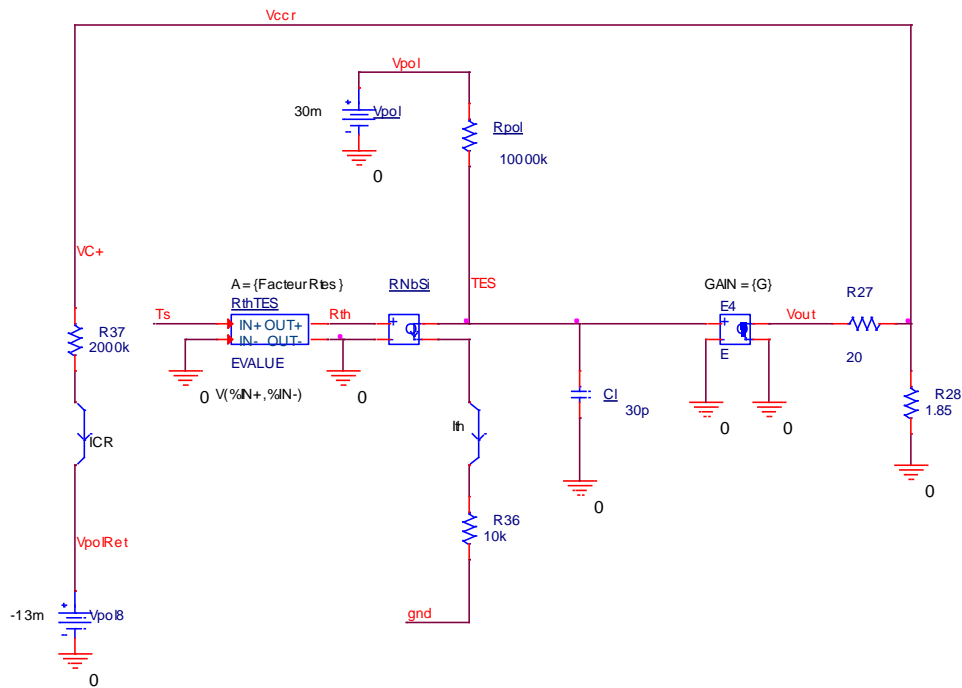 Vccr
Vpol
30m
Vpol
Rpol
10000k
0
VC+
A = {FacteurRtes}
RthTES
RNbSi
TES
GAIN = {G}
E4
R27
Ts
IN+ OUT+
IN- OUT-
Rth
Vout
R37
2000k
EVALUE
E
20
0
V(%IN+,%IN-)
0
Cl
30p
R28
1.85
ICR
Ith
0
0
0
0
R36
10k
VpolRet
gnd
-13m
Vpol8
0